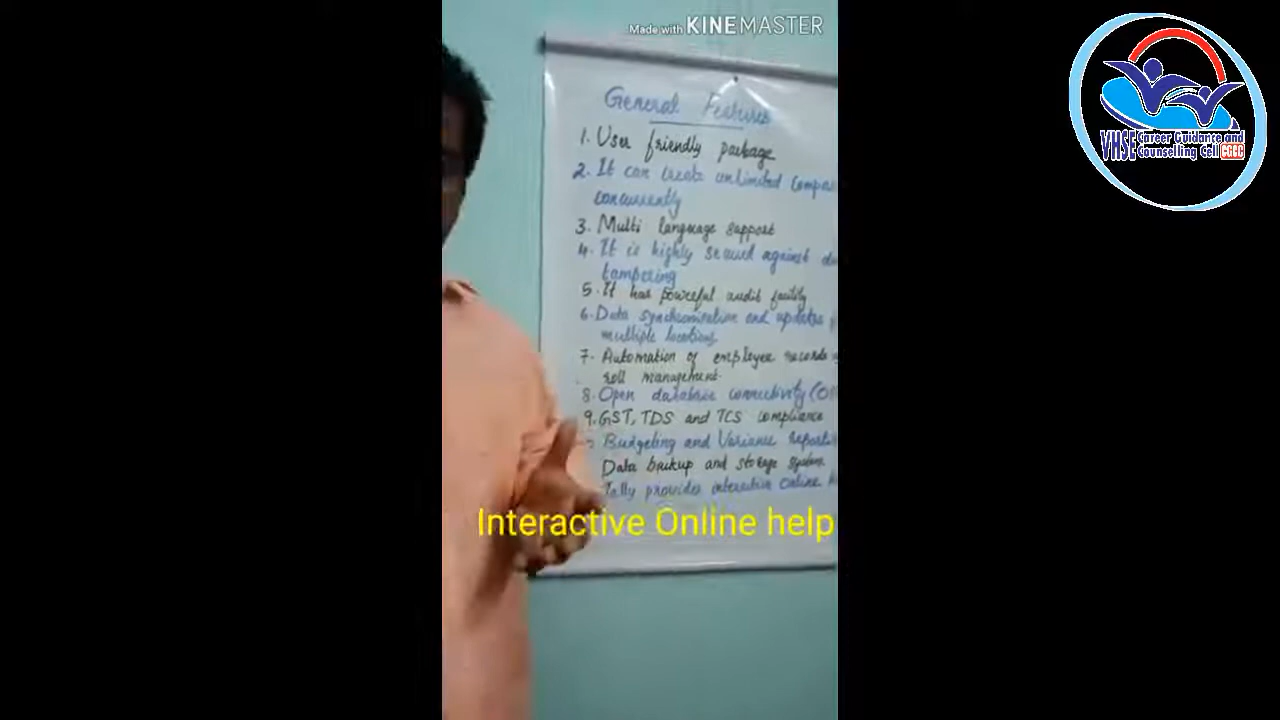 Made with KINEMASTER
VHSE Career Guidance and
Counselling Cell CGCC
General Features
1. User friendly package
2. It can create unlimited
concurrently
3. Multi language support
4. It is highly secured against
tampering
5. It has powerful audit facility
6. Data synchronisation and updates
multiple locations
7. Automation of employee records
roll management
8. Open database connectivity
9. GST, TDS and TCS compliance
Budgeting and Variance
Data backup and storage system
Tally provides interactive online
Interactive Online help